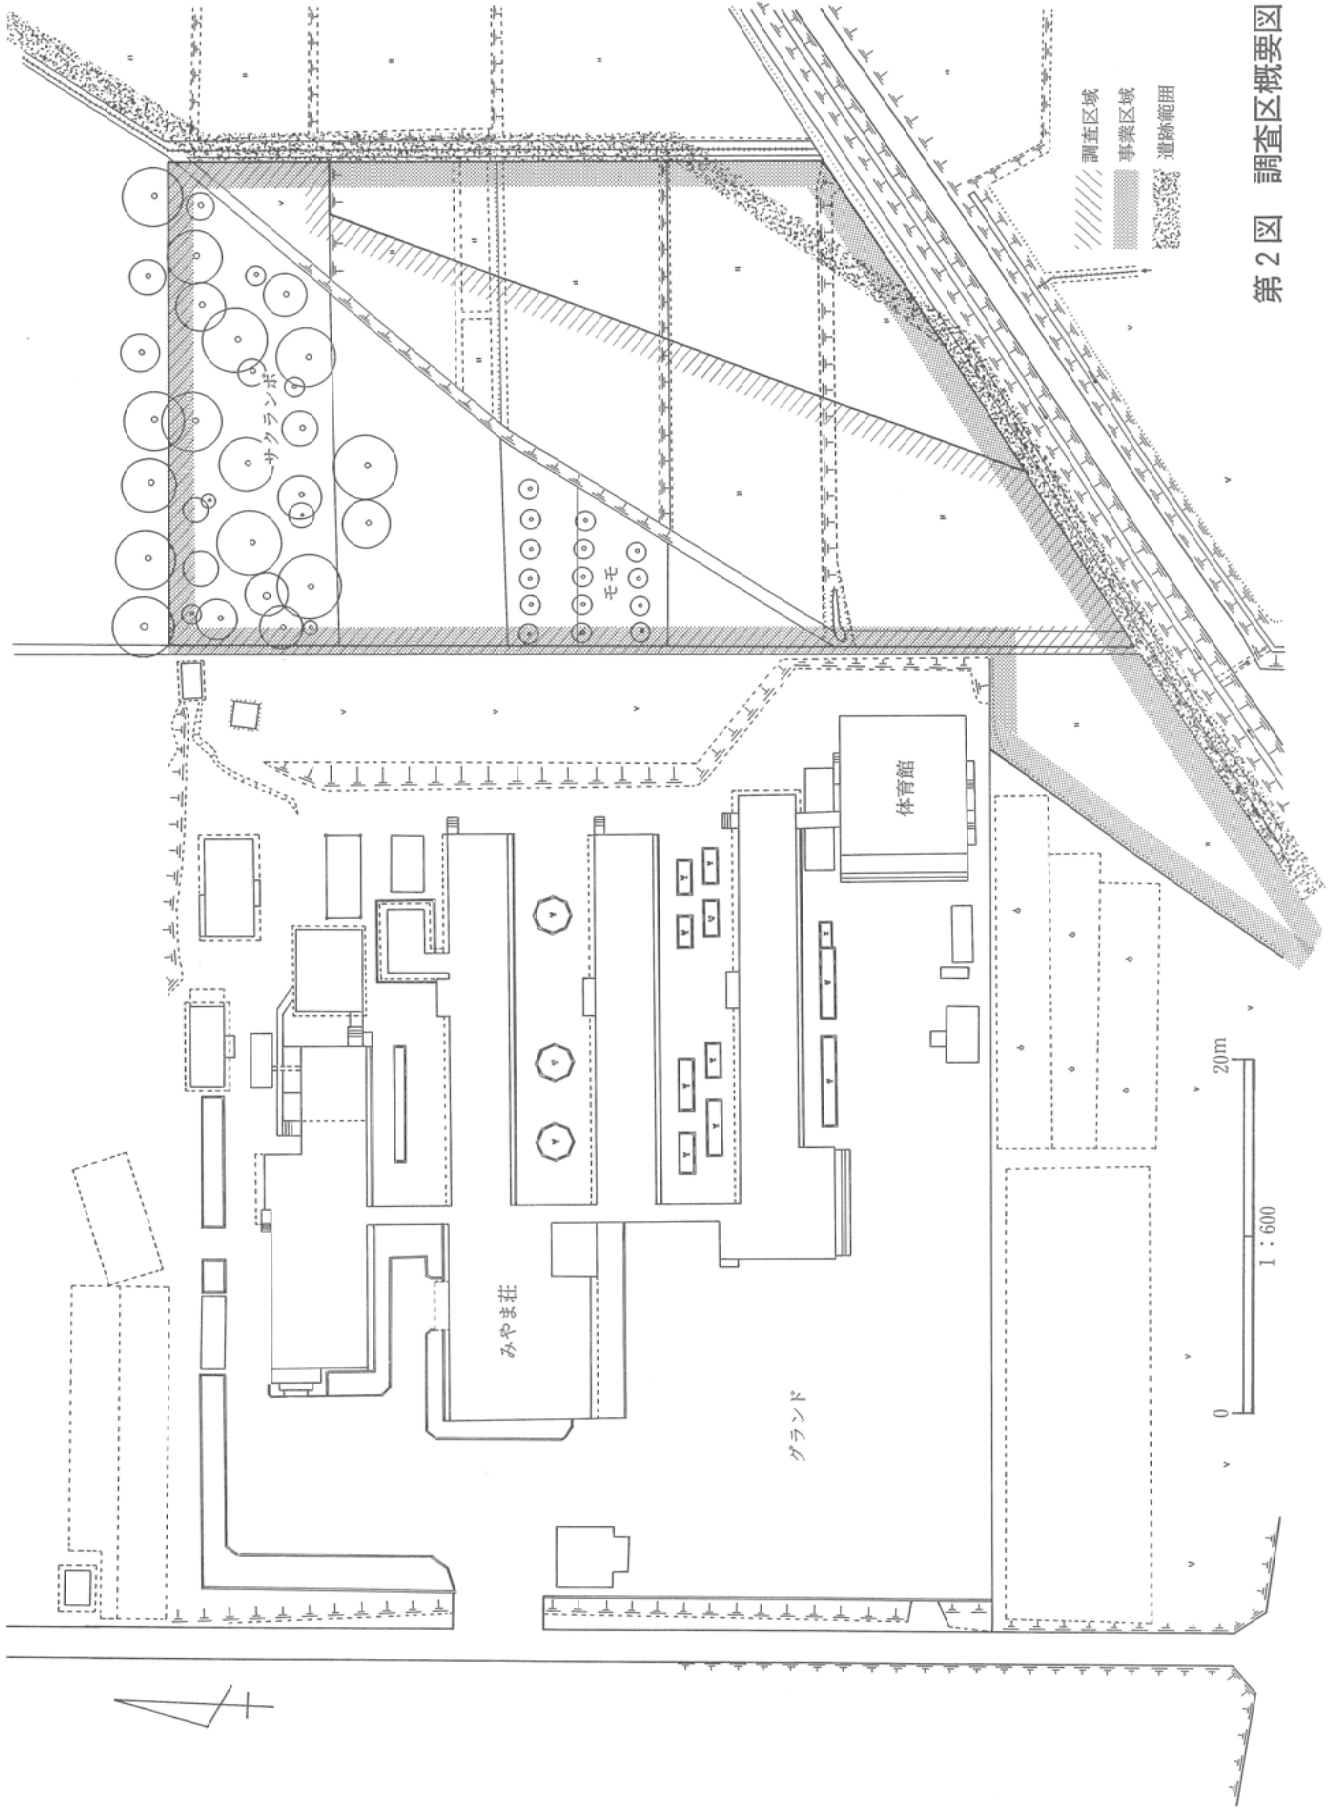 サクランボ
モモ
体育館
みやま荘
グランド
調査区域
事業区域
遺跡範囲
0
20m
1：600
第2図 調査区概要図